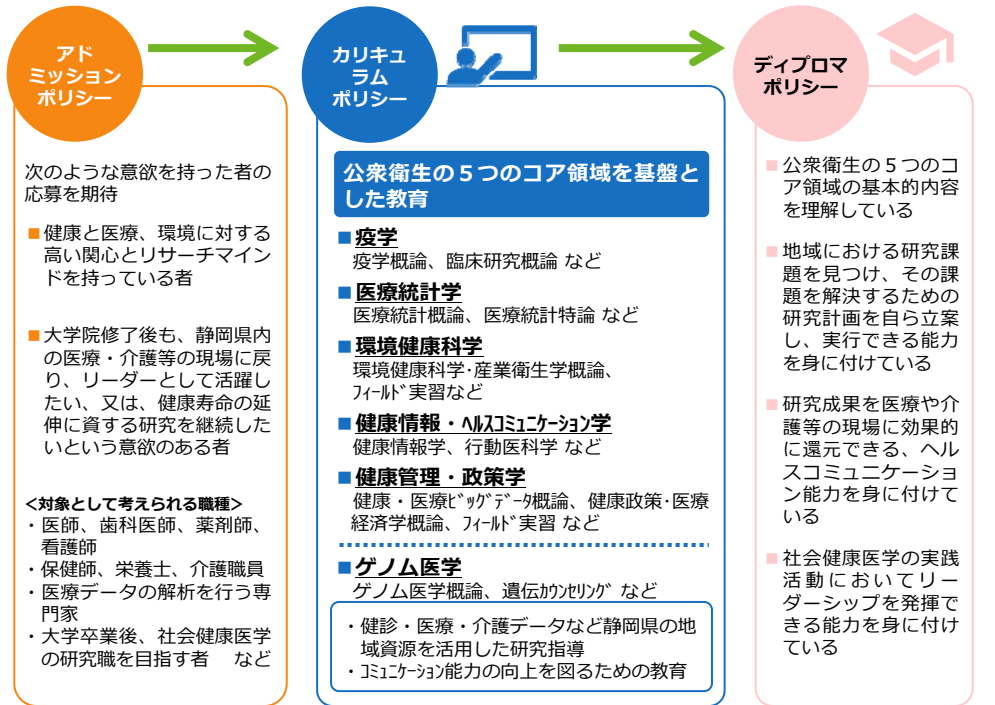 アド
ミッション
ポリシー
次のような意欲を持った者の
応募を期待
■健康と医療、環境に対する
高い関心とリサーチマイン
ドを持っている者
■大学院修了後も、静岡県内
の医療・介護等の現場に戻
り、リーダーとして活躍し
たい、又は、健康寿命の延
伸に資する研究を継続した
いという意欲のある者
<対象として考えられる職種>
・医師、歯科医師、薬剤師、
看護師
・保健師、栄養士、介護職員
・医療データの解析を行う専
門家
・大学卒業後、社会健康医学
の研究職を目指す者 など
カリキュ
ラム
ポリシー
公衆衛生の５つのコア領域を基盤と
した教育
■疫学
疫学概論、臨床研究概論 など
■医療統計学
医療統計概論、医療統計特論 など
■環境健康科学
環境健康科学･産業衛生学概論、
ﾌｨｰﾙﾄﾞ実習など
■健康情報・ﾍﾙｽｺﾐｭﾆｹｰｼｮﾝ学
健康情報学、行動医科学 など
■健康管理・政策学
健康・医療ﾋﾞｯｸﾞﾃﾞｰﾀ概論、健康政策･医療
経済学概論、ﾌｨｰﾙﾄﾞ実習 など
■ゲノム医学
ゲノム医学概論、遺伝ｶｳﾝｾﾘﾝｸﾞ など
・健診・医療・介護データなど静岡県の地
域資源を活用した研究指導
・ｺﾐｭﾆｹｰｼｮﾝ能力の向上を図るための教育
ディプロマ
ポリシー
■公衆衛生の５つのコ
ア領域の基本的内容
を理解している
■地域における研究課
題を見つけ、その課
題を解決するための
研究計画を自ら立案
し、実行できる能力
を身に付けている
■研究成果を医療や介
護等の現場に効果的
に還元できる、ヘル
スコミュニケーショ
ン能力を身に付けて
いる
■社会健康医学の実践
活動においてリー
ダーシップを発揮で
きる能力を身に付け
ている